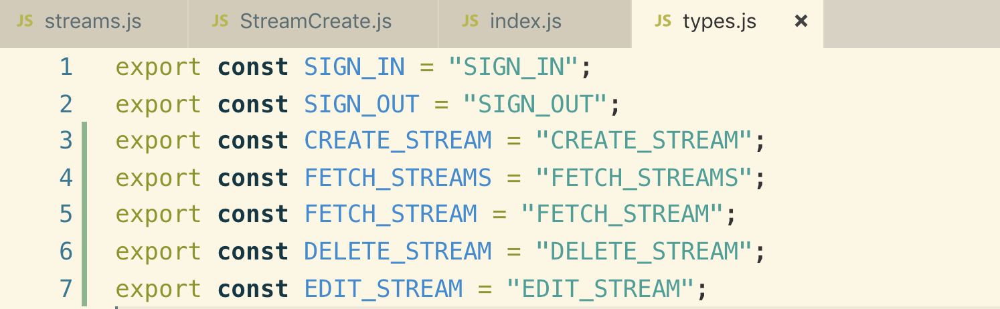 JS streams.js JS StreamCreate.js JS index.js JS types.js ×
1 export const SIGN_IN = "SIGN_IN";
2 export const SIGN_OUT = "SIGN_OUT";
3 export const CREATE_STREAM = "CREATE_STREAM";
4 export const FETCH_STREAMS = "FETCH_STREAMS";
5 export const FETCH_STREAM = "FETCH_STREAM";
6 export const DELETE_STREAM = "DELETE_STREAM";
7 export const EDIT_STREAM = "EDIT_STREAM";